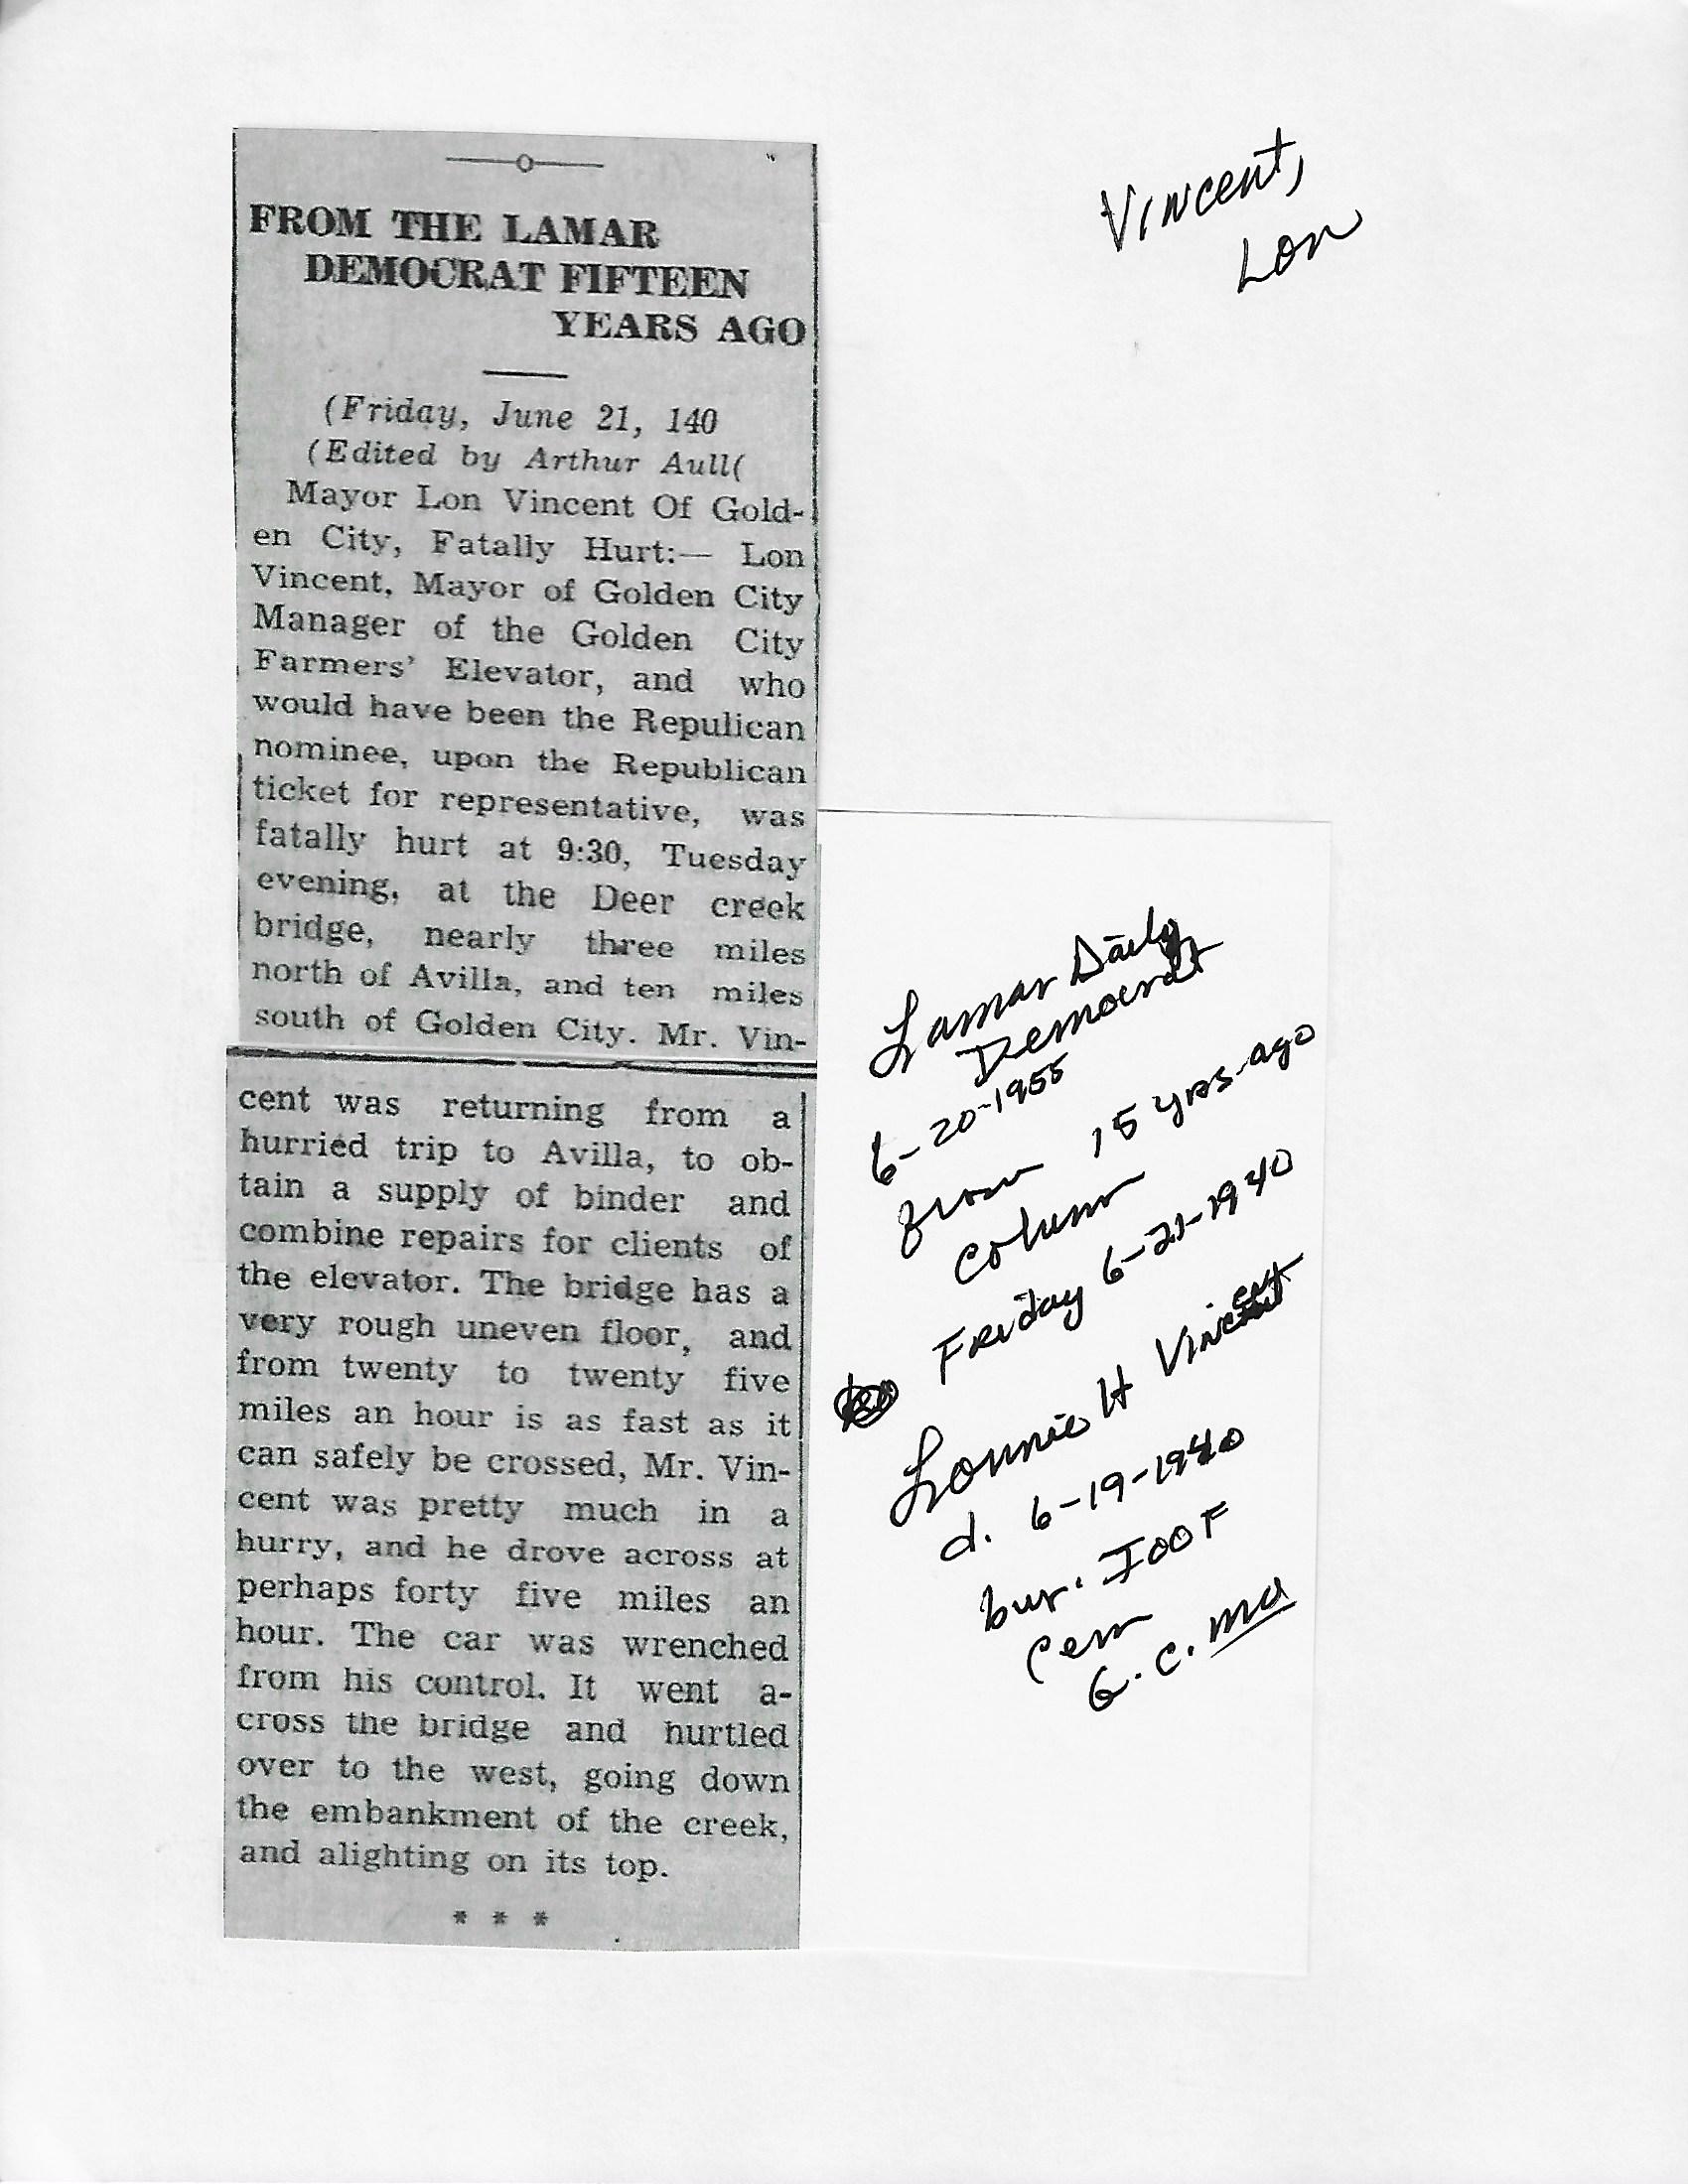 FROM THE LAMAR
DEMOCRAT FIFTEEN
YEARS AGO
(Friday, June 21, 140
(Edited by Arthur Aull(
Mayor Lon Vincent Of Gold-
en City, Fatally Hurt:— Lon
Vincent, Mayor of Golden City
Manager of the Golden City
Farmers' Elevator, and who
would have been the Repulican
nominee, upon the Republican
ticket for representative, was
fatally hurt at 9:30, Tuesday
evening, at the Deer creek
bridge, nearly three miles
north of Avilla, and ten miles
south of Golden City. Mr. Vin-
cent was returning from a
hurried trip to Avilla, to ob-
tain a supply of binder and
combine repairs for clients of
the elevator. The bridge has a
very rough uneven floor, and
from twenty to twenty five
miles an hour is as fast as it
can safely be crossed, Mr. Vin-
cent was pretty much in a
hurry, and he drove across at
perhaps forty five miles an
hour. The car was wrenched
from his control. It went a-
cross the bridge and hurtled
over to the west, going down
the embankment of the creek,
and alighting on its top.
* * *
Vincent,
Lon
Lamar Daily
Democrat
6-20-1955
from 15 yrs-ago
column
Friday 6-21-1940
Lonnie H Vincent
d. 6-19-1940
bur. IOOF
Cem
G.C. Mo